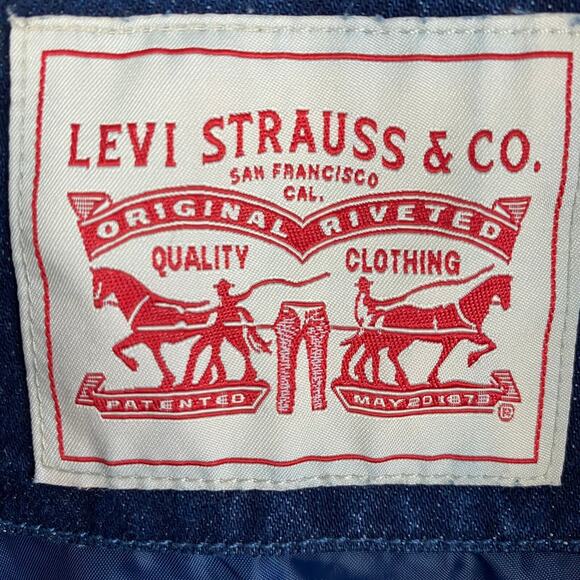 LEVI STRAUSS & CO.
SAN FRANCISCO
CAL.
ORIGINAL RIVETED
QUALITY CLOTHING
PATENTED MAY 20 1873
®